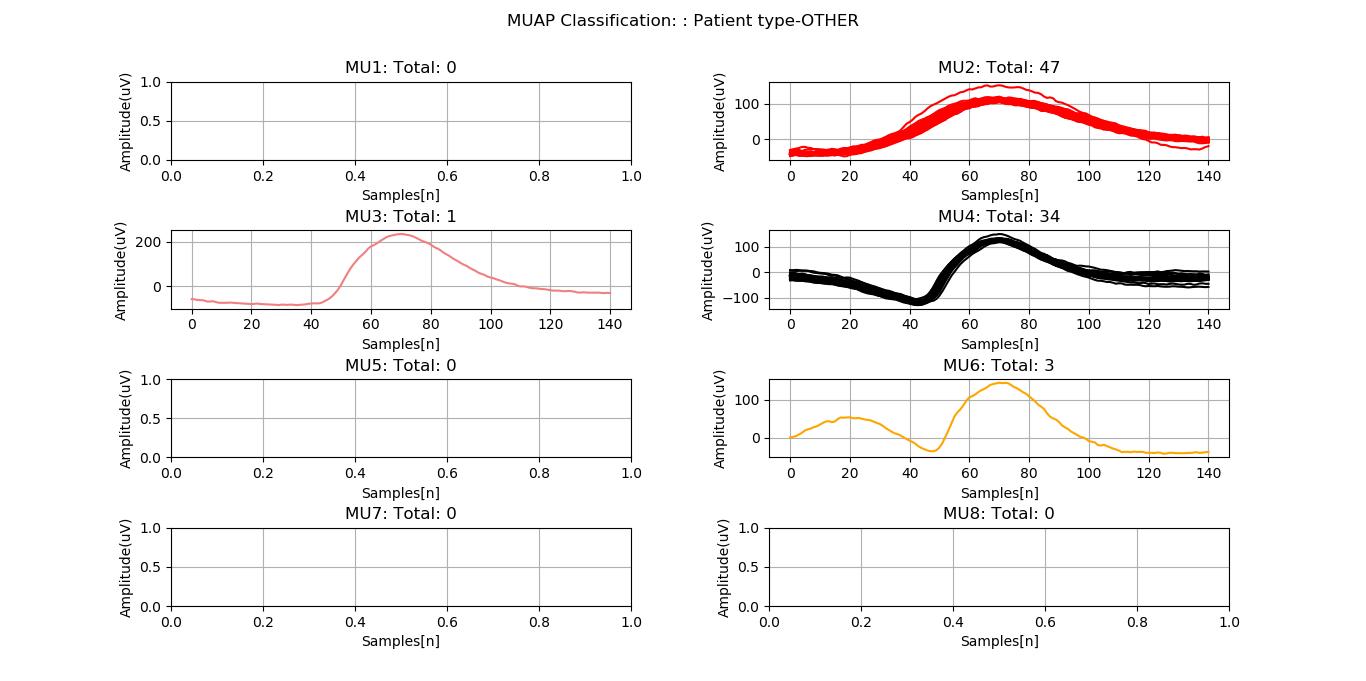 MUAP Classification: : Patient type-OTHER
MU1: Total: 0
Amplitude(uV)
1.0
0.5
0.0
0.0 0.2 0.4 0.6 0.8 1.0
Samples[n]
MU2: Total: 47
Amplitude(uV)
100
0
0 20 40 60 80 100 120 140
Samples[n]
MU3: Total: 1
Amplitude(uV)
200
0
0 20 40 60 80 100 120 140
Samples[n]
MU4: Total: 34
Amplitude(uV)
100
0
−100
0 20 40 60 80 100 120 140
Samples[n]
MU5: Total: 0
Amplitude(uV)
1.0
0.5
0.0
0.0 0.2 0.4 0.6 0.8 1.0
Samples[n]
MU6: Total: 3
Amplitude(uV)
100
0
0 20 40 60 80 100 120 140
Samples[n]
MU7: Total: 0
Amplitude(uV)
1.0
0.5
0.0
0.0 0.2 0.4 0.6 0.8 1.0
Samples[n]
MU8: Total: 0
Amplitude(uV)
1.0
0.5
0.0
0.0 0.2 0.4 0.6 0.8 1.0
Samples[n]